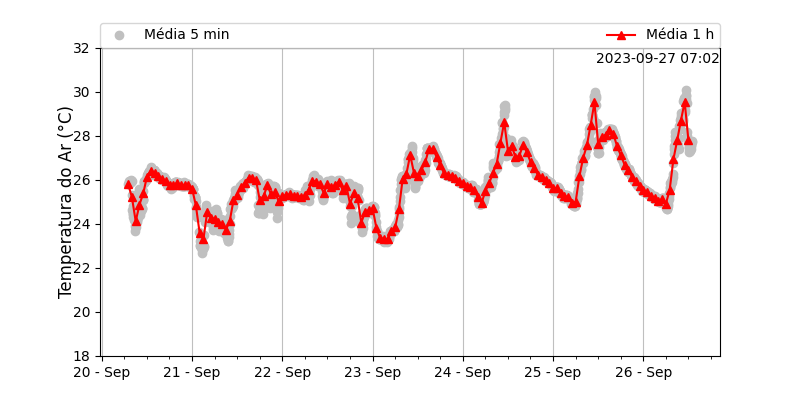 Média 5 min
Média 1 h
2023-09-27 07:02
Temperatura do Ar (°C)
32
30
28
26
24
22
20
18
20 - Sep
21 - Sep
22 - Sep
23 - Sep
24 - Sep
25 - Sep
26 - Sep